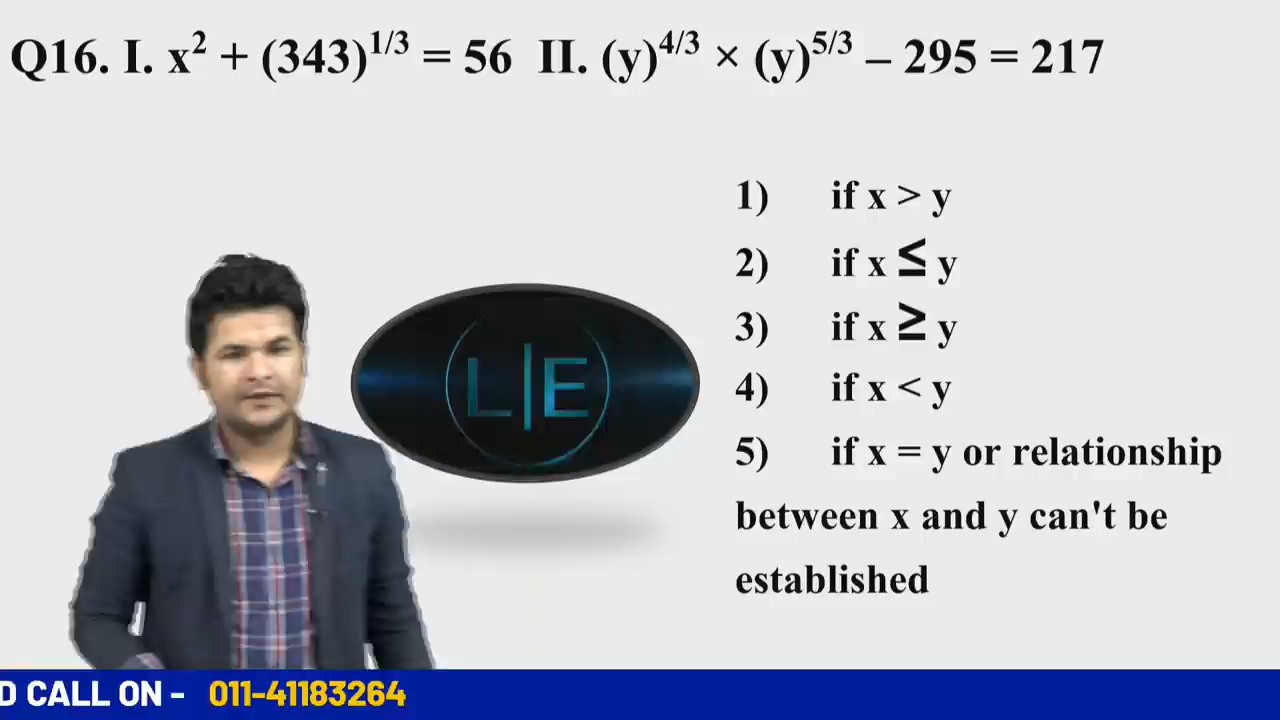 Q16. I. x² + (343)^1/3 = 56 II. (y)^4/3 × (y)^5/3 – 295 = 217
1) if x > y
2) if x ≤ y
3) if x ≥ y
4) if x < y
5) if x = y or relationship
between x and y can't be
established
L|E
D CALL ON - 011-41183264